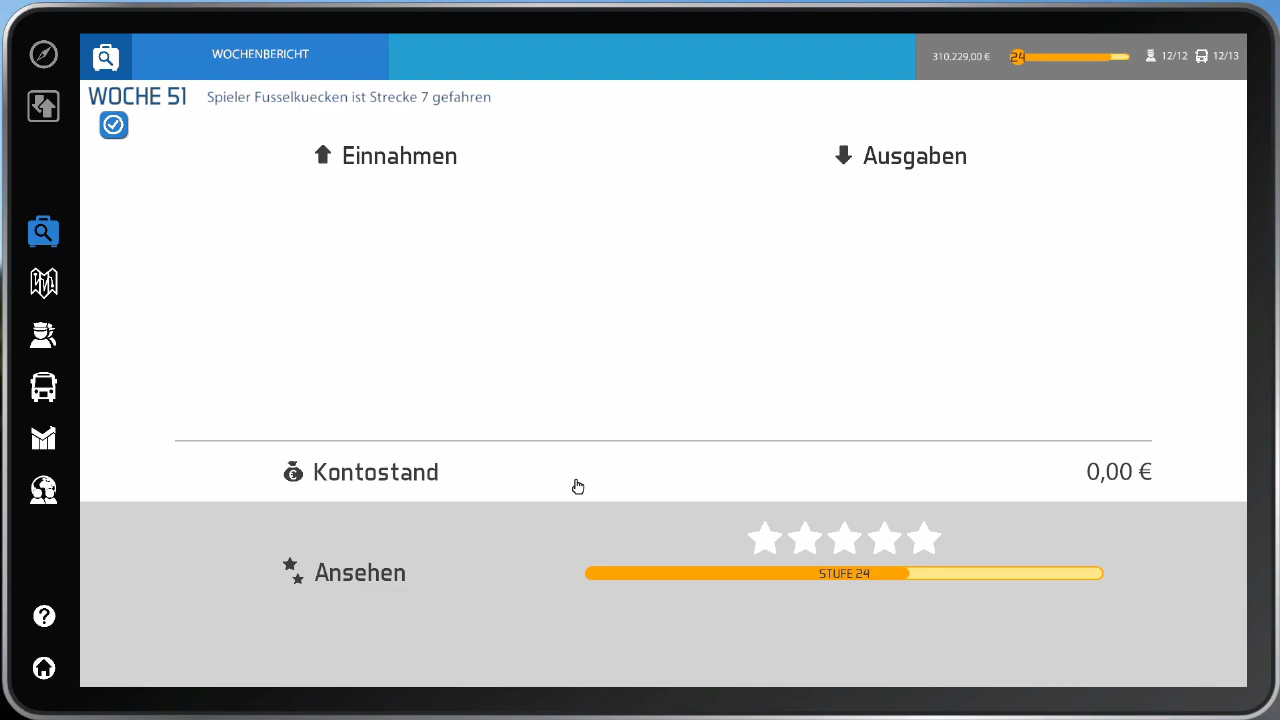 WOCHENBERICHT
310.229,00 €
24
12/12
12/13
WOCHE 51
Spieler Fusselkuecken ist Strecke 7 gefahren
Einnahmen
Ausgaben
Kontostand
0,00 €
Ansehen
STUFE 24